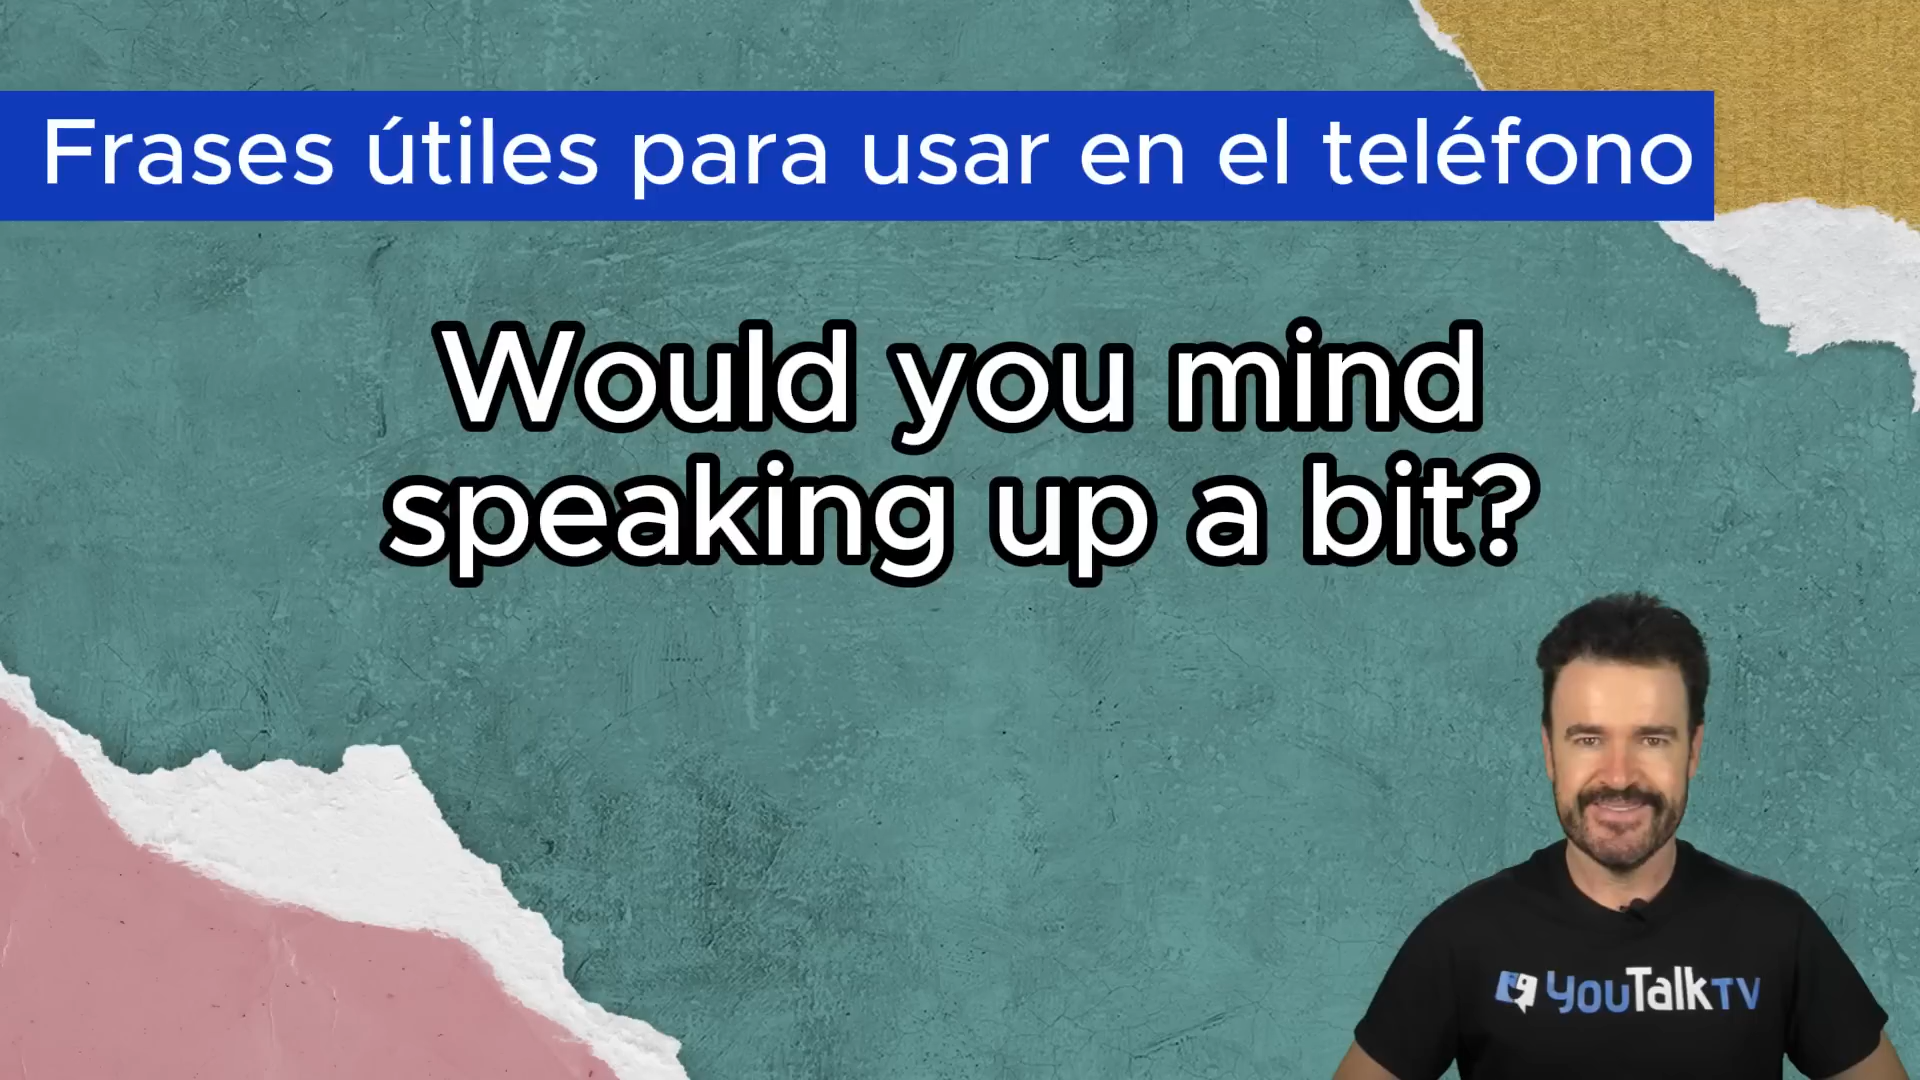 Frases útiles para usar en el teléfono
Would you mind
speaking up a bit?
YouTalkTV